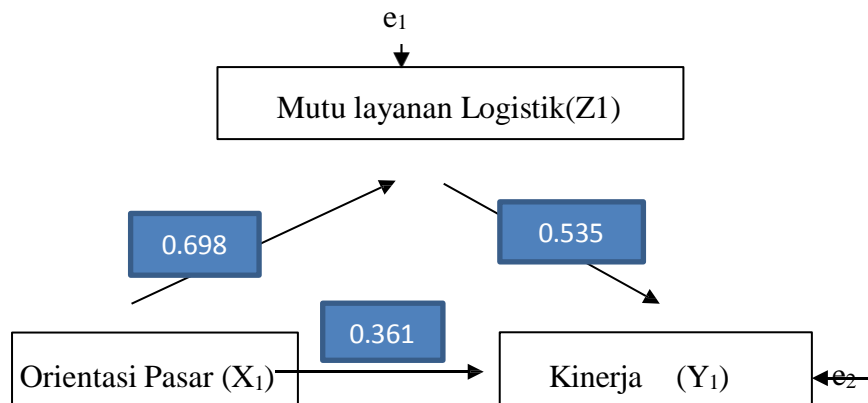 e₁
Mutu layanan Logistik(Z1)
0.698
0.535
0.361
Orientasi Pasar (X₁)
Kinerja (Y₁)
e₂